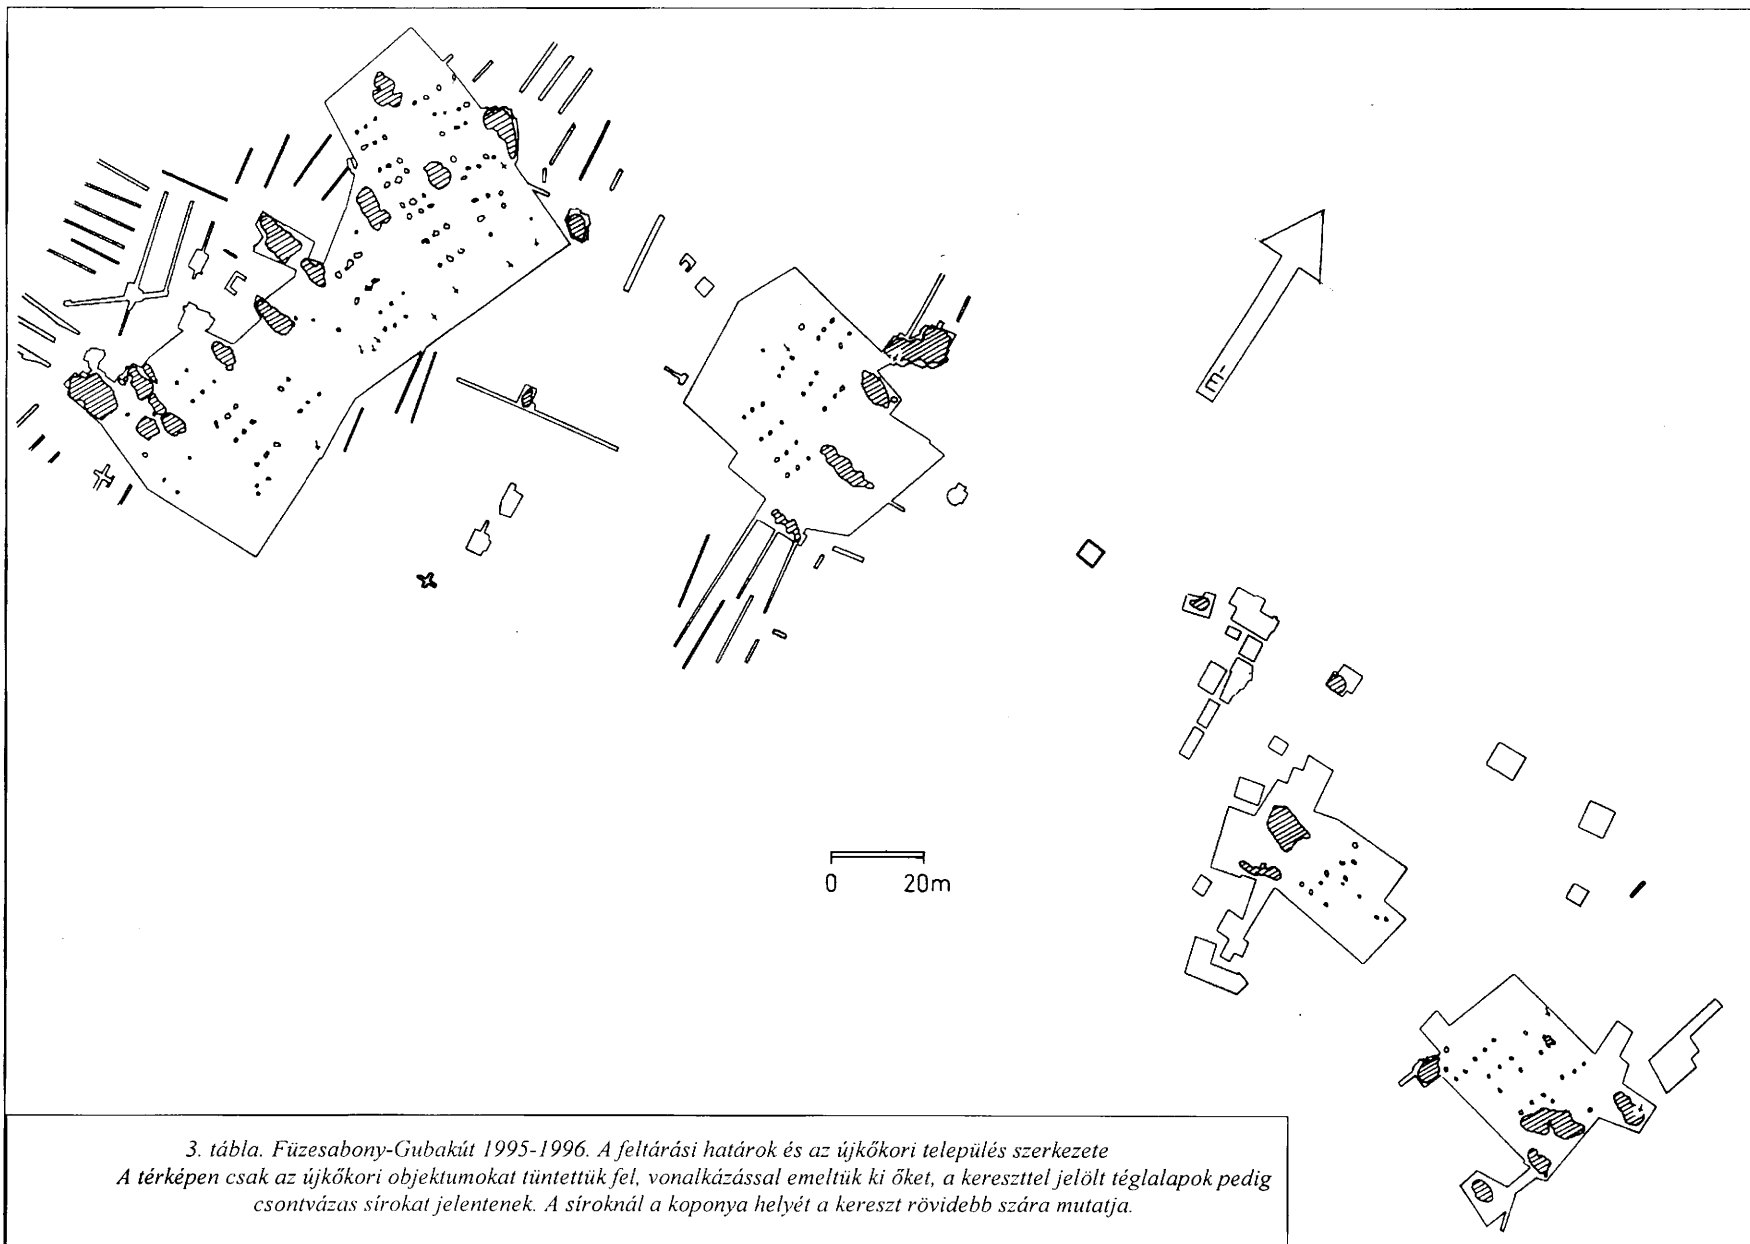 É
0 20m
3. tábla. Füzesabony-Gubakút 1995-1996. A feltárási határok és az újkőkori település szerkezete
A térképen csak az újkőkori objektumokat tüntettük fel, vonalkázással emeltük ki őket, a kereszttel jelölt téglalapok pedig
csontvázas sírokat jelentenek. A síroknál a koponya helyét a kereszt rövidebb szára mutatja.